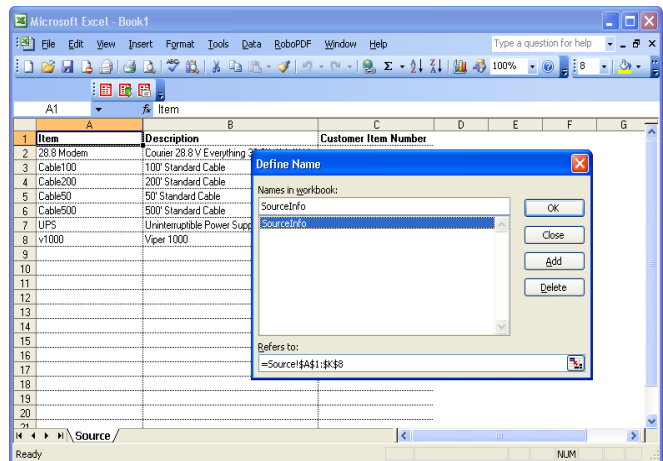 Microsoft Excel - Book1
File Edit View Insert Format Tools Data RoboPDF Window Help Type a question for help
100% 8
A1 fx Item
A B C D E F G
1 Item Description Customer Item Number
2 28.8 Modem Courier 28.8 V Everything
3 Cable100 100' Standard Cable
4 Cable200 200' Standard Cable
5 Cable50 50' Standard Cable
6 Cable500 500' Standard Cable
7 UPS Uninterruptible Power Supp
8 v1000 Viper 1000
9
10
11
12
13
14
15
16
17
18
19
20
21
Define Name
Names in workbook:
SourceInfo
OK
SourceInfo
Close
Add
Delete
Refers to:
=Source!$A$1:$K$8
Source
Ready NUM